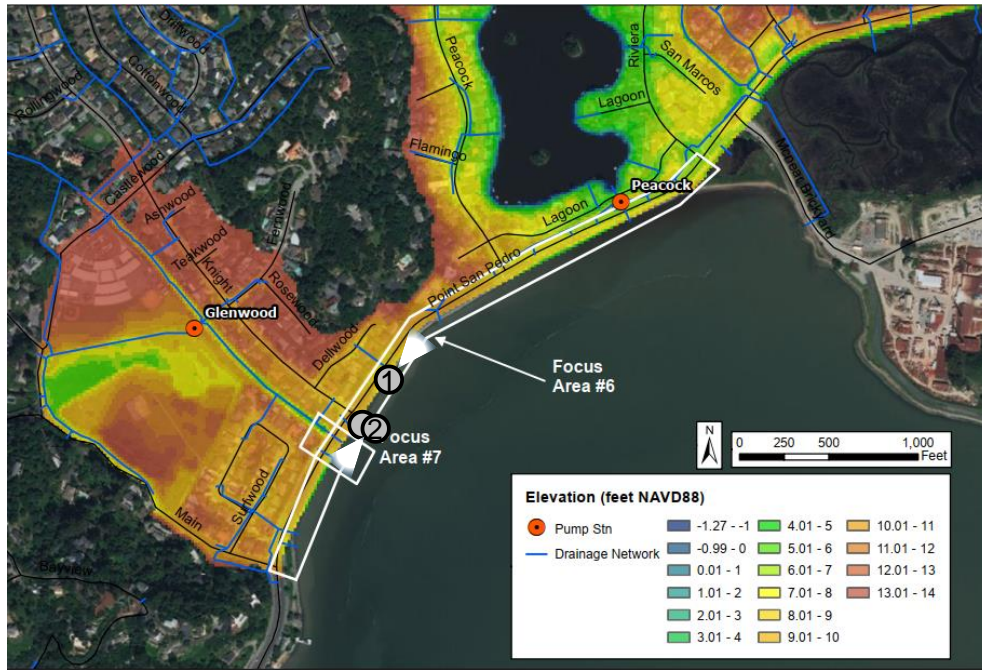 Driftwood
Cottonwood
Rollingwood
Castlewood
Ashwood
Teakwood
Knight
Fernwood
Rosewood
Dellwood
Glenwood
Peacock
Flamingo
Riviera
San Marcos
Lagoon
Lagoon
Peacock
Point San Pedro
McNear Brickyard
Surfwood
Main
Bayview
1
2
Focus
Area #6
Focus
Area #7
N
0 250 500 1,000
Feet
Elevation (feet NAVD88)
Pump Stn
Drainage Network
-1.27 - -1
-0.99 - 0
0.01 - 1
1.01 - 2
2.01 - 3
3.01 - 4
4.01 - 5
5.01 - 6
6.01 - 7
7.01 - 8
8.01 - 9
9.01 - 10
10.01 - 11
11.01 - 12
12.01 - 13
13.01 - 14